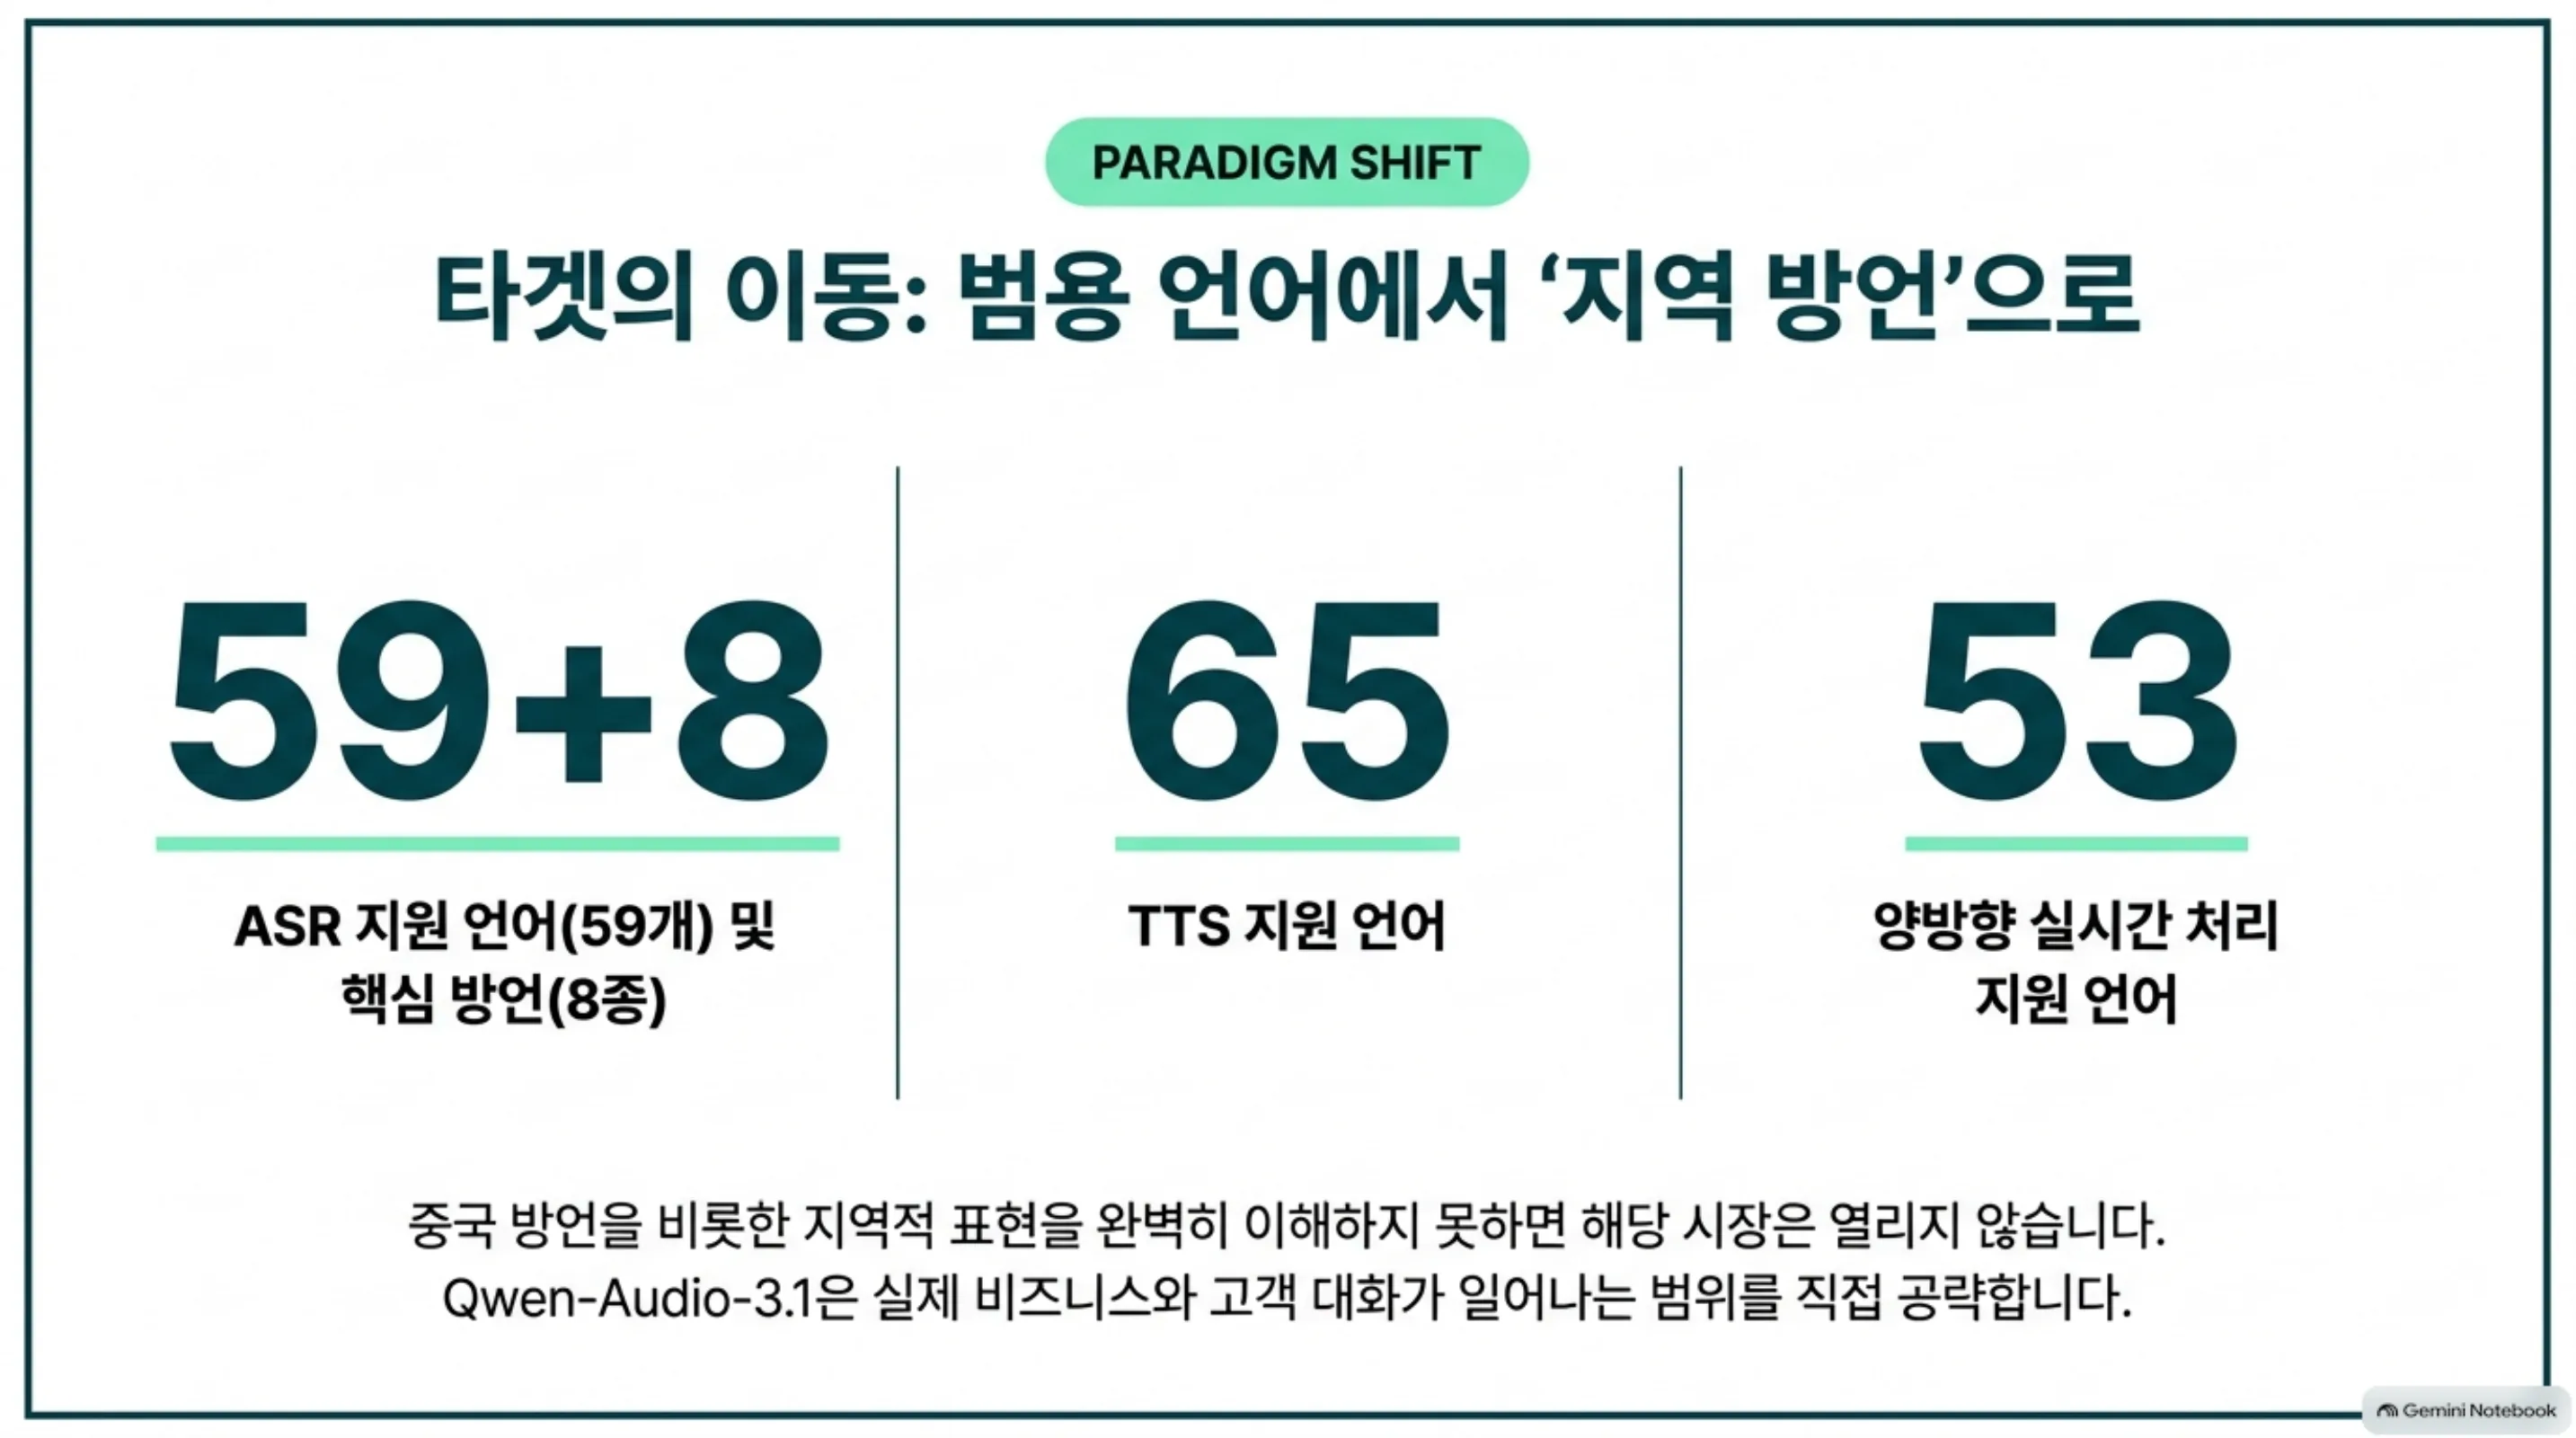 PARADIGM SHIFT
타겟의 이동: 범용 언어에서 ‘지역 방언’으로
59+8
ASR 지원 언어(59개) 및
핵심 방언(8종)
65
TTS 지원 언어
53
양방향 실시간 처리
지원 언어
중국 방언을 비롯한 지역적 표현을 완벽히 이해하지 못하면 해당 시장은 열리지 않습니다.
Qwen-Audio-3.1은 실제 비즈니스와 고객 대화가 일어나는 범위를 직접 공략합니다.
Gemini Notebook